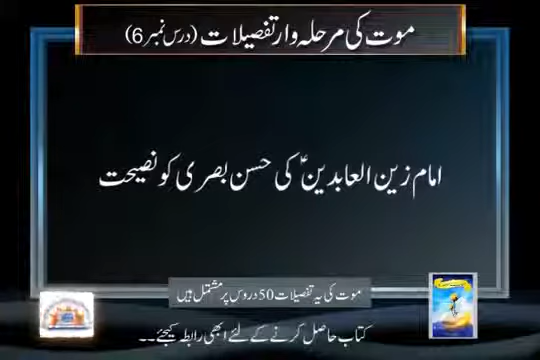 موت کی مرحلہ وار تفصیلات (درس نمبر 6)
امام زین العابدینؑ کی حسن بصری کو نصیحت
موت کی یہ تفصیلات 50 دروس پر مشتمل ہیں
کتاب حاصل کرنے کے لئے ابھی رابطہ کیجئے۔۔